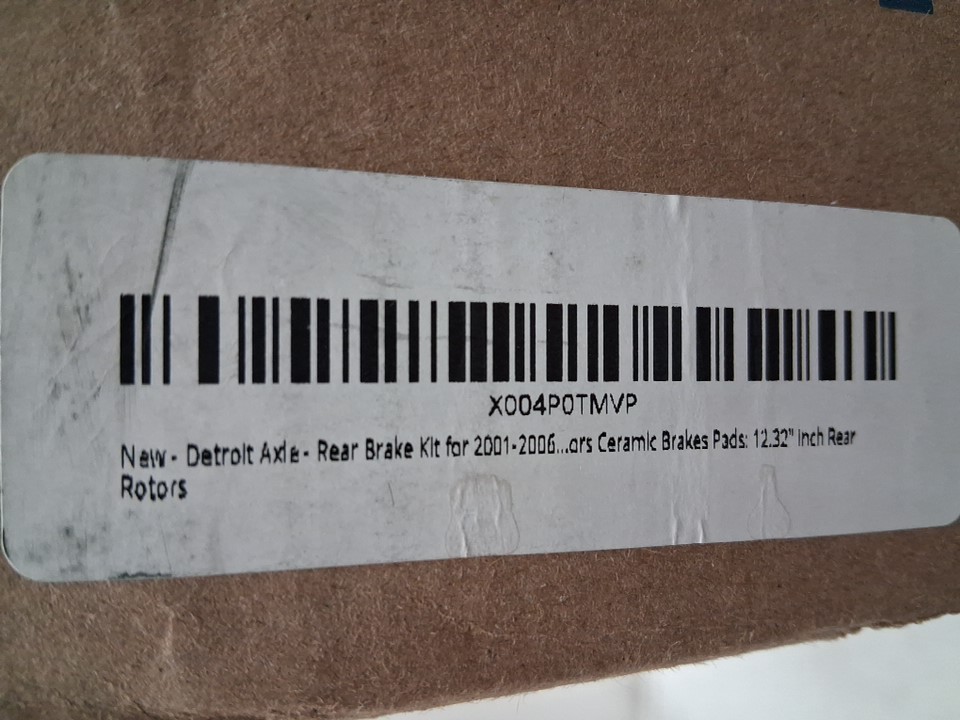 X004P0TMVP
New - Detroit Axle - Rear Brake Kit for 2001-2006...ors Ceramic Brakes Pads: 12.32" inch Rear
Rotors